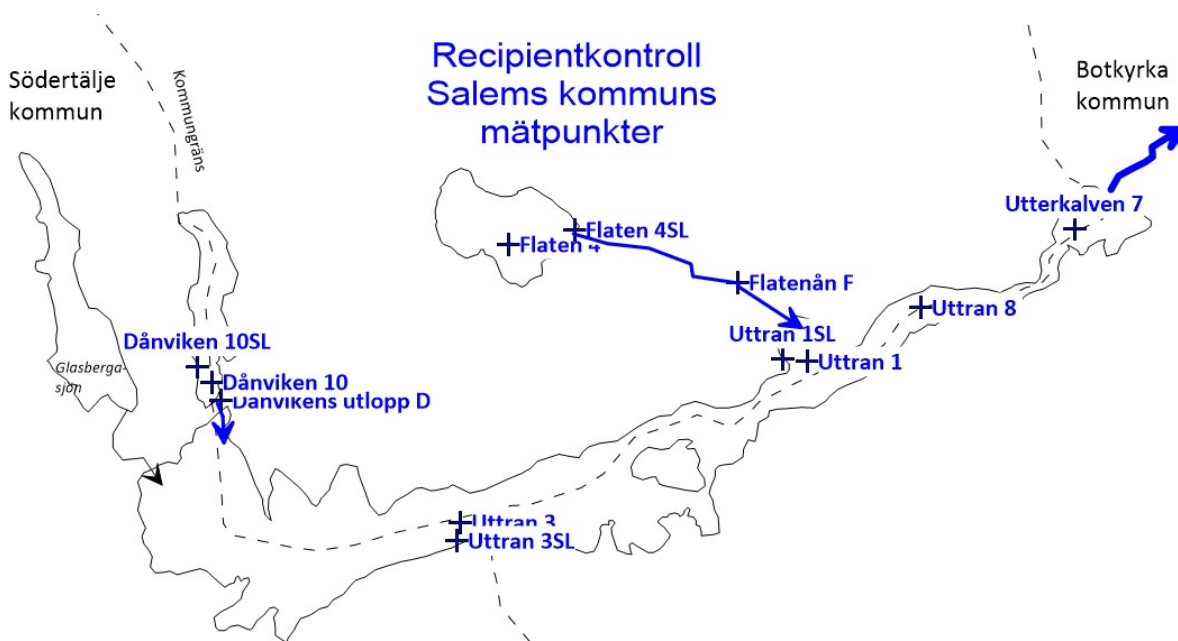 Recipientkontroll
Salems kommuns
mätpunkter
Södertälje
kommun
Kommungräns
Botkyrka
kommun
Utterkalven 7
Flaten 4SL
Flaten 4
Flatenån F
Uttran 8
Uttran 1SL
Uttran 1
Dånviken 10SL
Glasberga-
sjön
Dånviken 10
Dånvikens utlopp D
Uttran 3
Uttran 3SL